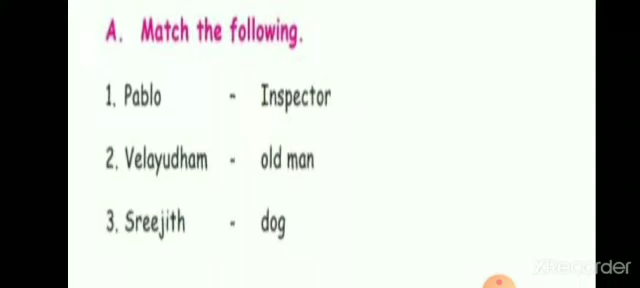 A. Match the following.
1. Pablo - Inspector
2. Velayudham - old man
3. Sreejith - dog
XRecorder